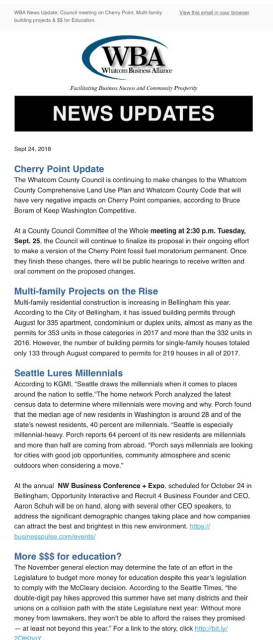 WBA News Update: Council meeting on Cherry Point, Multi-family
building projects & $$ for Education.
View this email in your browser
WBA
Whatcom Business Alliance
Facilitating Business Success and Community Prosperity
NEWS UPDATES
Sept 24, 2018
Cherry Point Update
The Whatcom County Council is continuing to make changes to the Whatcom
County Comprehensive Land Use Plan and Whatcom County Code that will
have very negative impacts on Cherry Point companies, according to Bruce
Boram of Keep Washington Competitive.
At a County Council Committee of the Whole meeting at 2:30 p.m. Tuesday,
Sept. 25, the Council will continue to finalize its proposal in their ongoing effort
to make a version of the Cherry Point fossil fuel moratorium permanent. Once
they finish these changes, there will be public hearings to receive written and
oral comment on the proposed changes.
Multi-family Projects on the Rise
Multi-family residential construction is increasing in Bellingham this year.
According to the City of Bellingham, it has issued building permits through
August for 335 apartment, condominium or duplex units, almost as many as the
permits for 353 units in those categories in 2017 and more than the 332 units in
2016. However, the number of building permits for single-family houses totaled
only 133 through August compared to permits for 219 houses in all of 2017.
Seattle Lures Millennials
According to KGMI, "Seattle draws the millennials when it comes to places
around the nation to settle."The home network Porch analyzed the latest
census data to determine where millennials were moving and why. Porch found
that the median age of new residents in Washington is around 28 and of the
state's newest residents, 40 percent are millennials. "Seattle is especially
millennial-heavy. Porch reports 64 percent of its new residents are millennials
and more than half are coming from abroad. "Porch says millennials are looking
for cities with good job opportunities, community atmosphere and scenic
outdoors when considering a move."
At the annual NW Business Conference + Expo, scheduled for October 24 in
Bellingham, Opportunity Interactive and Recruit 4 Business Founder and CEO,
Aaron Schuh will be on hand, along with several other CEO speakers, to
address the significant demographic changes taking place and how companies
can attract the best and brightest in this new environment. https://
businesspulse.com/events/
More $$$ for education?
The November general election may determine the fate of an effort in the
Legislature to budget more money for education despite this year's legislation
to comply with the McCleary decision. According to the Seattle Times, "the
double-digit pay hikes approved this summer have set many districts and their
unions on a collision path with the state Legislature next year: Without more
money from lawmakers, they won't be able to afford the raises they promised
— at least not beyond this year." For a link to the story, click http://bit.ly/